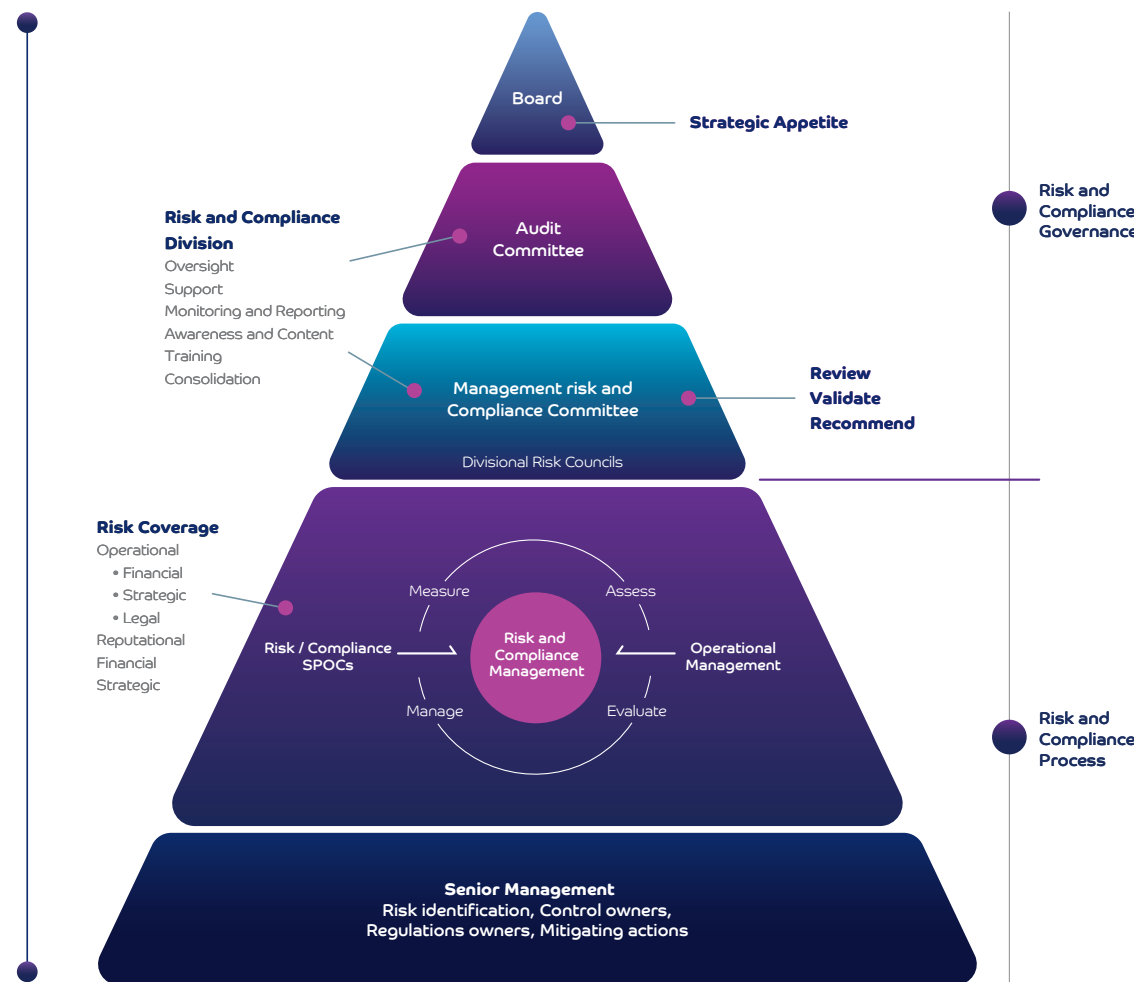 Board
Strategic Appetite
Audit
Committee
Risk and Compliance
Division
Oversight
Support
Monitoring and Reporting
Awareness and Content
Training
Consolidation
Risk and
Compliance
Governance
Management risk and
Compliance Committee
Divisional Risk Councils
Review
Validate
Recommend
Risk Coverage
Operational
• Financial
• Strategic
• Legal
Reputational
Financial
Strategic
Measure
Assess
Risk / Compliance
SPOCs
Risk and
Compliance
Management
Operational
Management
Manage
Evaluate
Risk and
Compliance
Process
Senior Management
Risk identification, Control owners,
Regulations owners, Mitigating actions